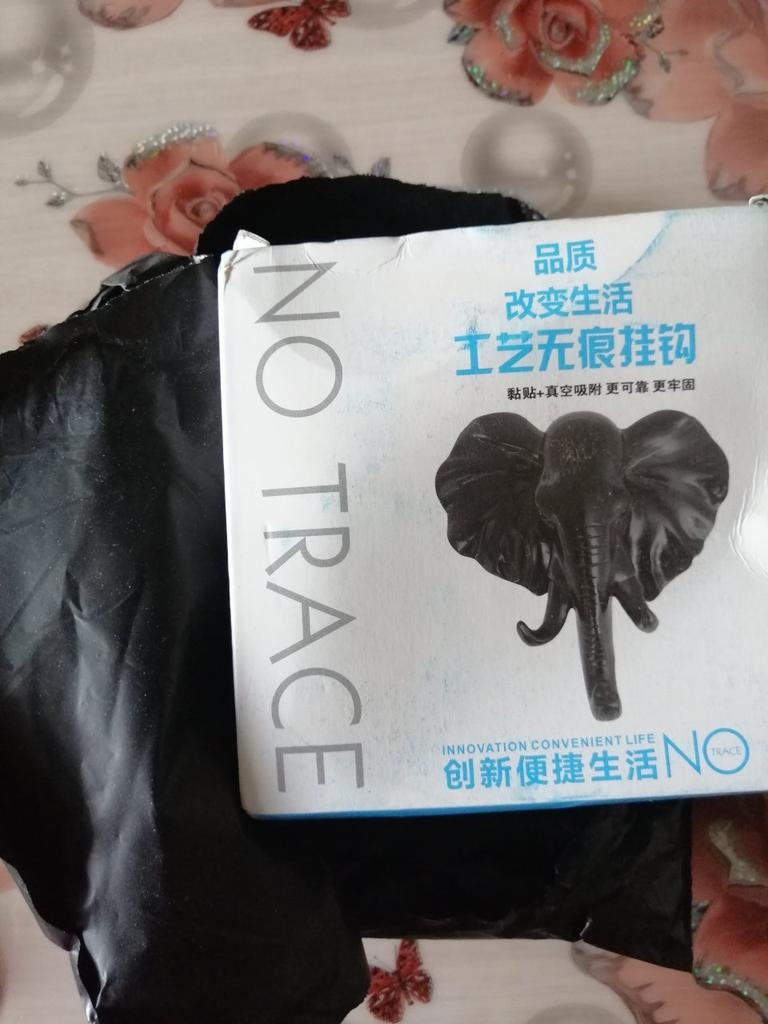 NO TRACE
品质
改变生活
工艺无痕挂钩
黏贴+真空吸附 更可靠 更牢固
INNOVATION CONVENIENT LIFE
创新便捷生活
NO
TRACE